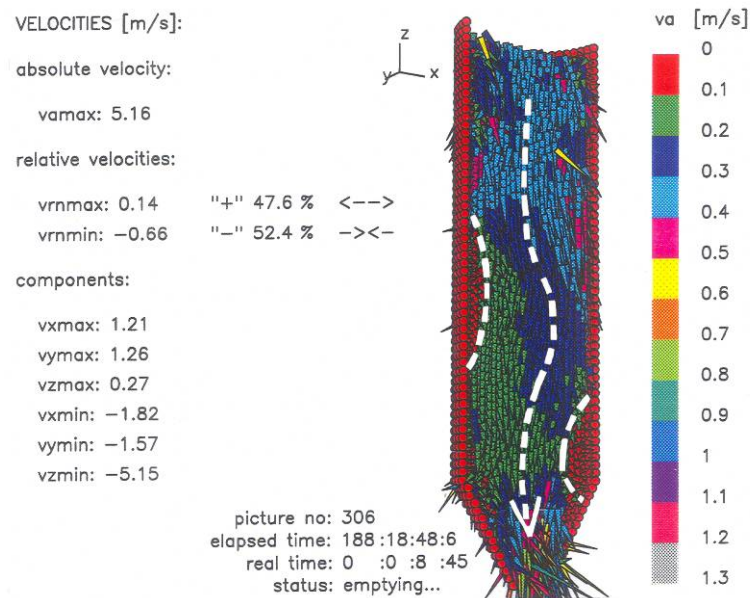 VELOCITIES [m/s]:
absolute velocity:
vamax: 5.16
relative velocities:
vrnmax: 0.14 "+" 47.6 % <-->
vrnmin: -0.66 "-" 52.4 % -><-
components:
vxmax: 1.21
vymax: 1.26
vzmax: 0.27
vxmin: -1.82
vymin: -1.57
vzmin: -5.15
picture no: 306
elapsed time: 188 :18:48:6
real time: 0 :0 :8 :45
status: emptying...
z
y
x
va [m/s]
0
0.1
0.2
0.3
0.4
0.5
0.6
0.7
0.8
0.9
1
1.1
1.2
1.3